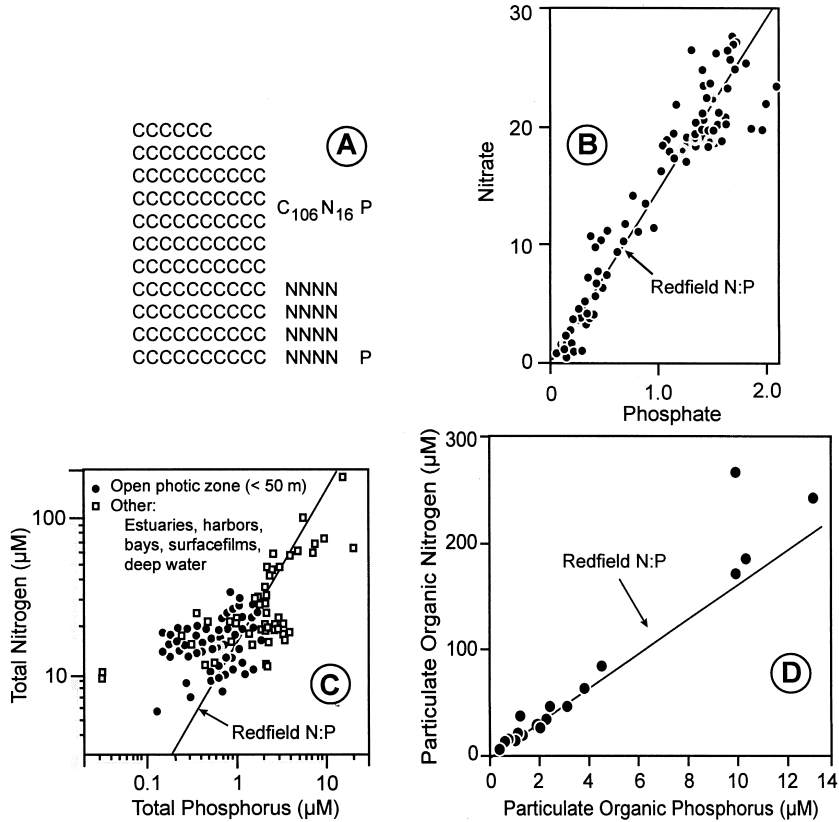 CCCCCC
CCCCCCCCCC
CCCCCCCCCC
CCCCCCCCCC
CCCCCCCCCC
CCCCCCCCCC
CCCCCCCCCC
CCCCCCCCCC NNNN
CCCCCCCCCC NNNN
CCCCCCCCCC NNNN
CCCCCCCCCC NNNN P
A
C106N16 P
30
20
10
0
Nitrate
B
Redfield N:P
0 1.0 2.0
Phosphate
Open photic zone (< 50 m)
Other:
Estuaries, harbors,
bays, surfacefilms,
deep water
100
10
Total Nitrogen (µM)
C
Redfield N:P
0.1 1 10
Total Phosphorus (µM)
300
200
100
0
Particulate Organic Nitrogen (µM)
Redfield N:P
D
0 2 4 6 8 10 12 14
Particulate Organic Phosphorus (µM)